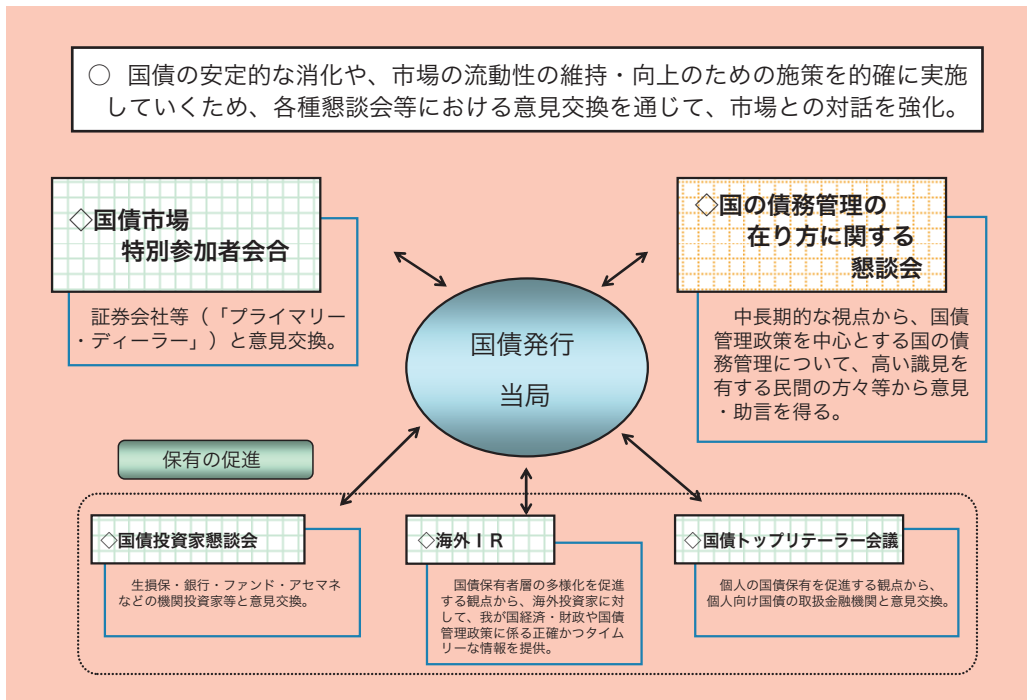 ○ 国債の安定的な消化や、市場の流動性の維持・向上のための施策を的確に実施
していくため、各種懇談会等における意見交換を通じて、市場との対話を強化。
◇国債市場
特別参加者会合
証券会社等(「プライマリー
・ディーラー」)と意見交換。
◇国の債務管理の
在り方に関する
懇談会
中長期的な視点から、国債
管理政策を中心とする国の債
務管理について、高い識見を
有する民間の方々等から意見
・助言を得る。
国債発行
当局
保有の促進
◇国債投資家懇談会
生損保・銀行・ファンド・アセマネ
などの機関投資家等と意見交換。
◇海外IR
国債保有者層の多様化を促進
する観点から、海外投資家に対
して、我が国経済・財政や国債
管理政策に係る正確かつタイム
リーな情報を提供。
◇国債トップリテーラー会議
個人の国債保有を促進する観点から、
個人向け国債の取扱金融機関と意見交換。